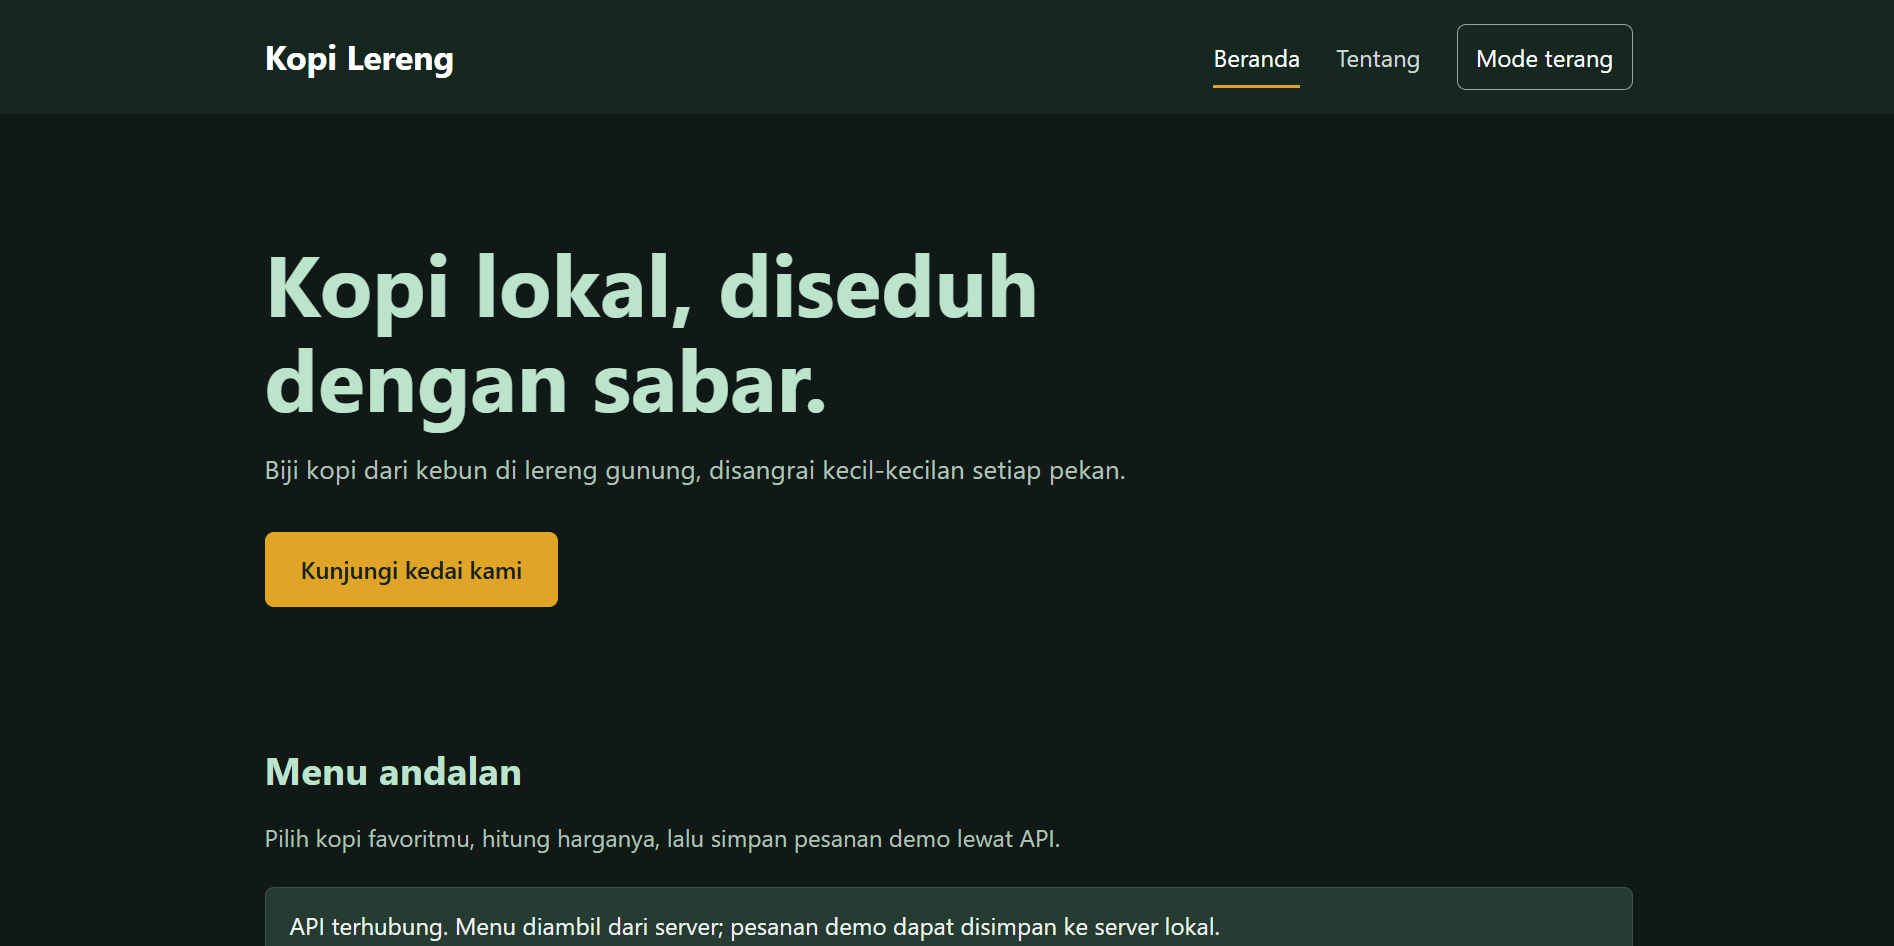 Kopi Lereng
Beranda
Tentang
Mode terang
Kopi lokal, diseduh
dengan sabar.
Biji kopi dari kebun di lereng gunung, disangrai kecil-kecilan setiap pekan.
Kunjungi kedai kami
Menu andalan
Pilih kopi favoritmu, hitung harganya, lalu simpan pesanan demo lewat API.
API terhubung. Menu diambil dari server; pesanan demo dapat disimpan ke server lokal.